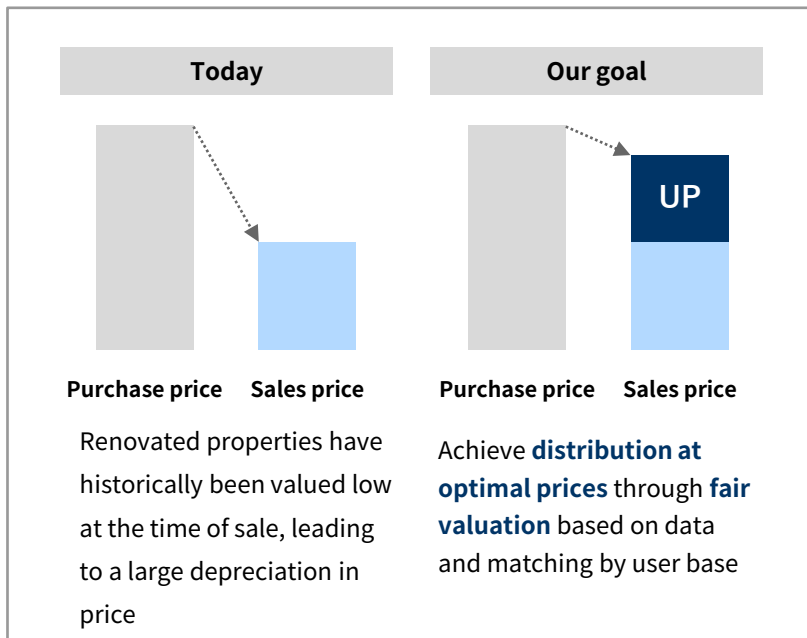 Today
Purchase price
Sales price
Renovated properties have
historically been valued low
at the time of sale, leading
to a large depreciation in
price
Our goal
UP
Purchase price
Sales price
Achieve distribution at
optimal prices through fair
valuation based on data
and matching by user base